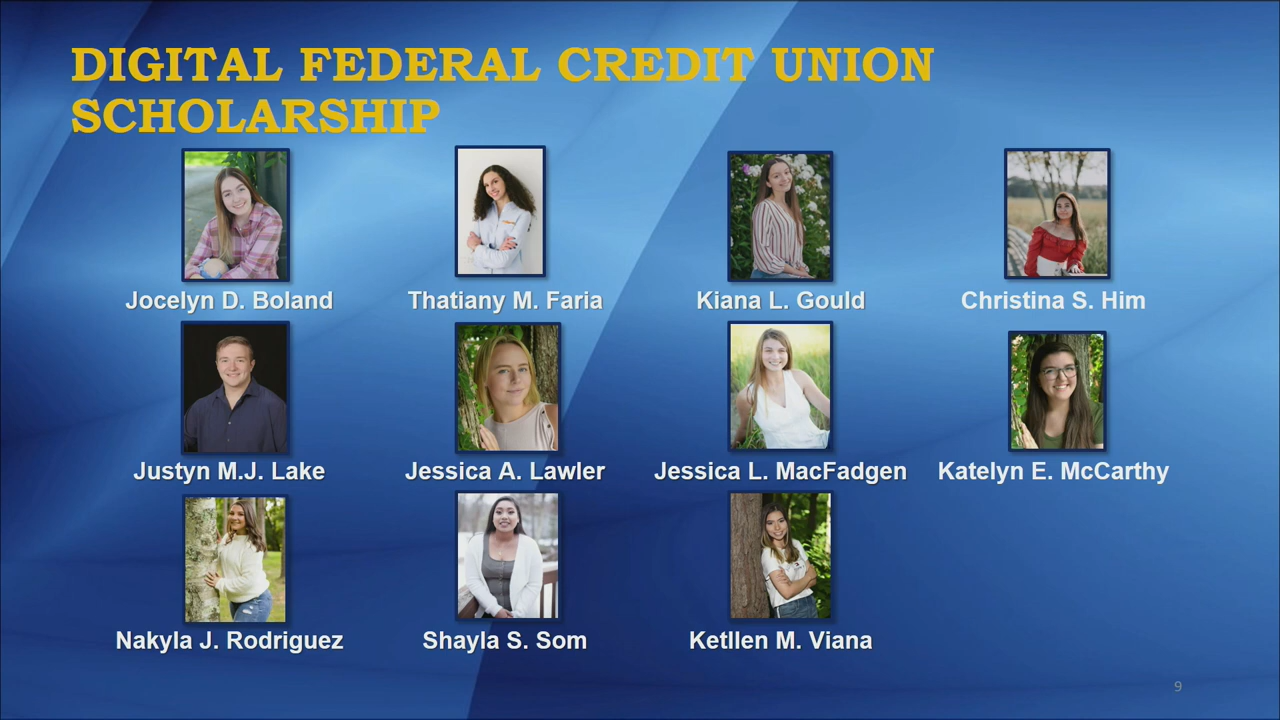 DIGITAL FEDERAL CREDIT UNION
SCHOLARSHIP
Jocelyn D. Boland
Thatiany M. Faria
Kiana L. Gould
Christina S. Him
Justyn M.J. Lake
Jessica A. Lawler
Jessica L. MacFadgen
Katelyn E. McCarthy
Nakyla J. Rodriguez
Shayla S. Som
Ketllen M. Viana
9